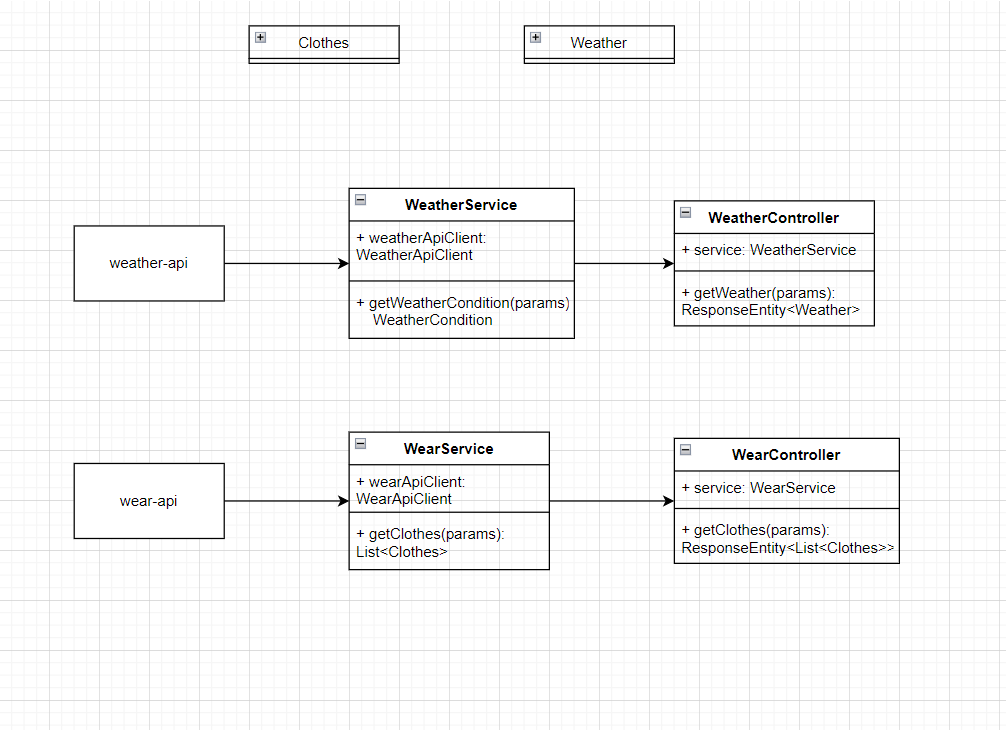 Clothes
Weather
weather-api
WeatherService
+ weatherApiClient:
WeatherApiClient
+ getWeatherCondition(params)
WeatherCondition
WeatherController
+ service: WeatherService
+ getWeather(params):
ResponseEntity<Weather>
wear-api
WearService
+ wearApiClient:
WearApiClient
+ getClothes(params):
List<Clothes>
WearController
+ service: WearService
+ getClothes(params):
ResponseEntity<List<Clothes>>